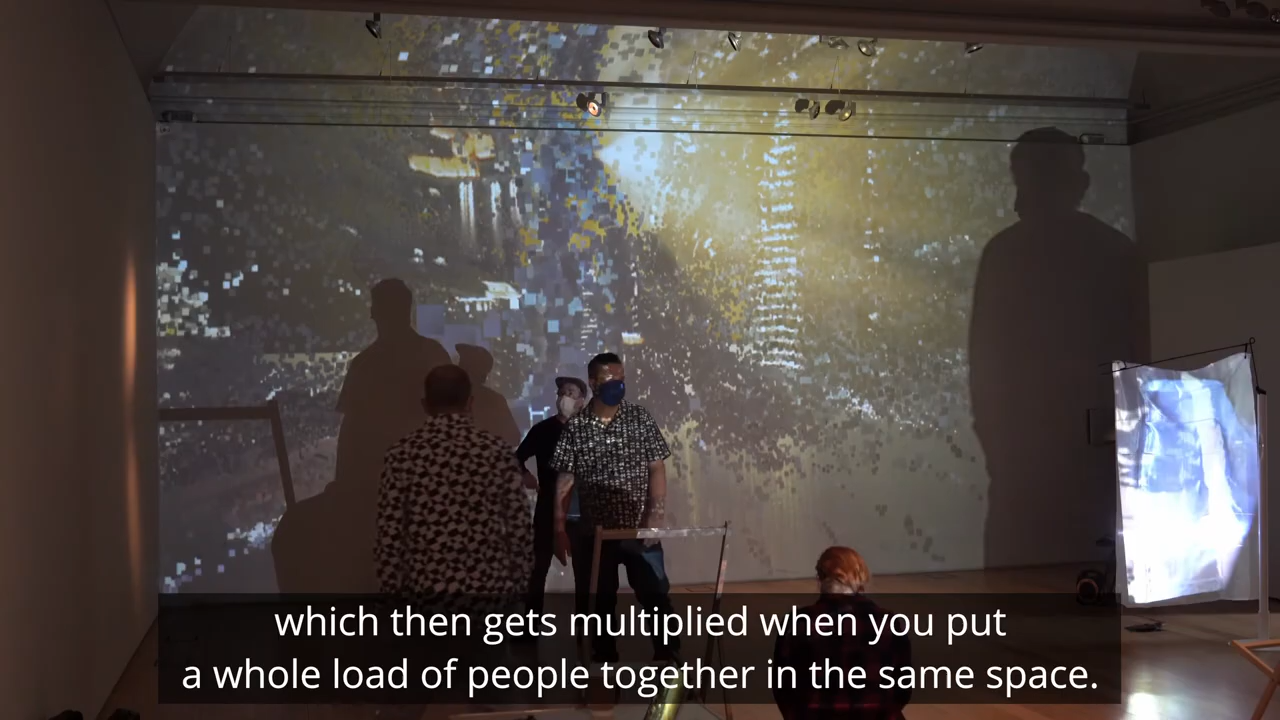 which then gets multiplied when you put
a whole load of people together in the same space.